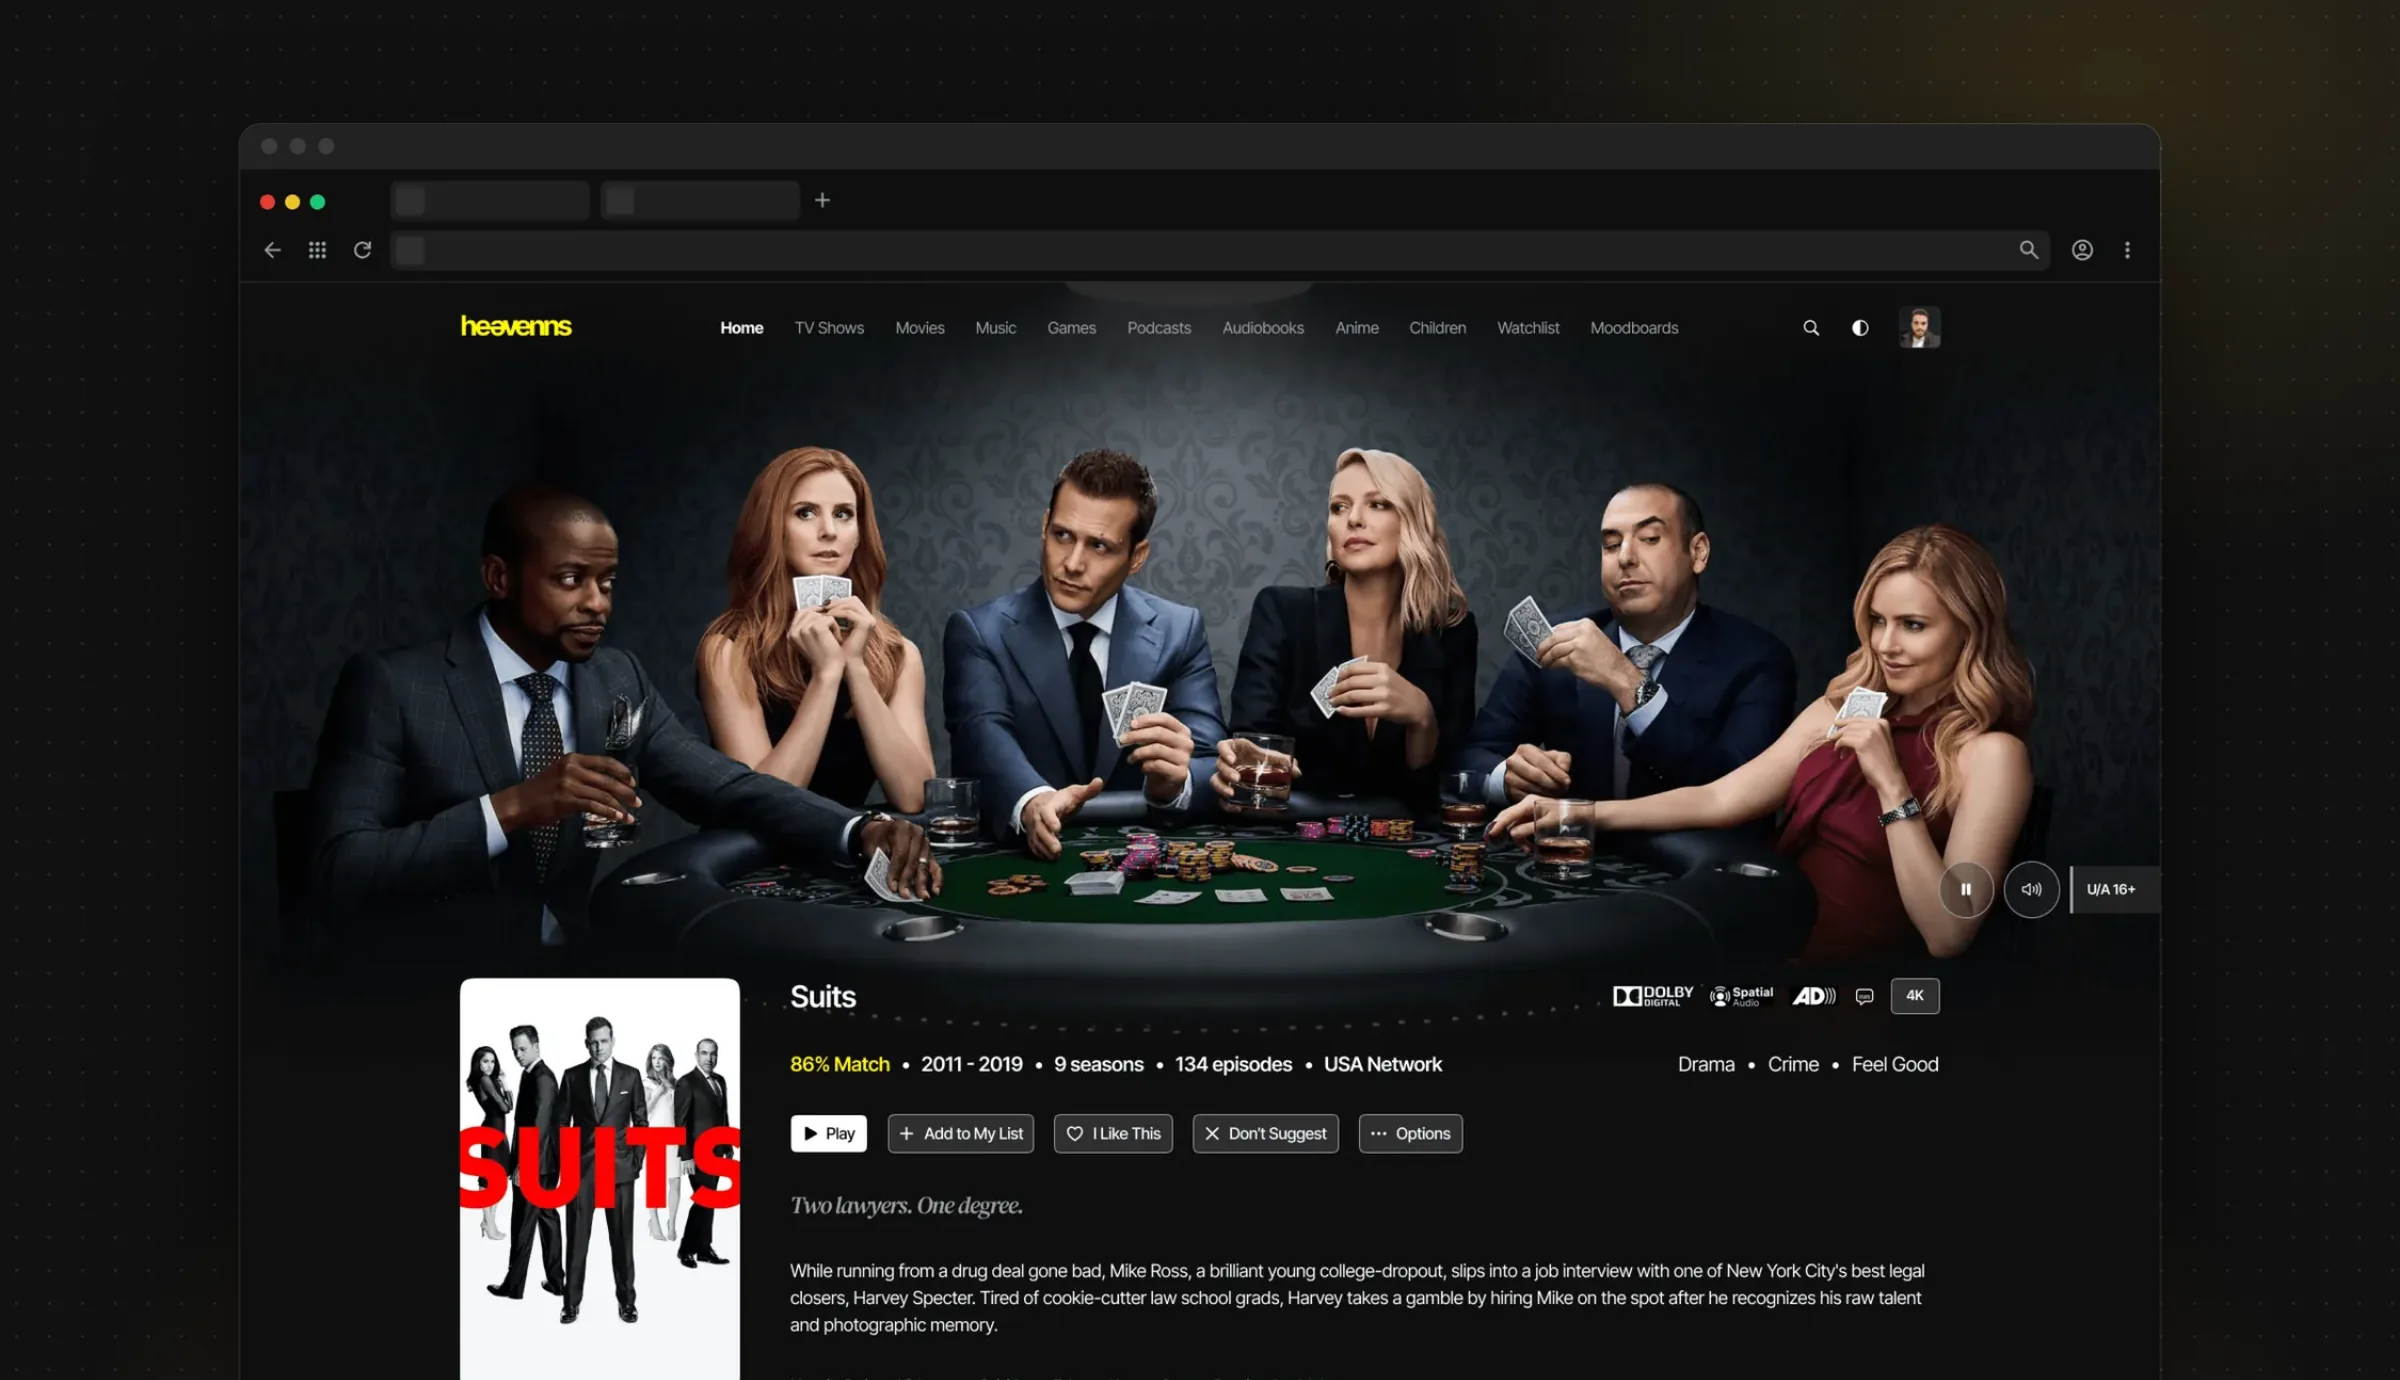 heavenns
Home TV Shows Movies Music Games Podcasts Audiobooks Anime Children Watchlist Moodboards
U/A 16+
SUITS
Suits
DOLBY DIGITAL Spatial Audio AD 4K
86% Match • 2011 - 2019 • 9 seasons • 134 episodes • USA Network
Drama • Crime • Feel Good
Play + Add to My List I Like This Don't Suggest ··· Options
Two lawyers. One degree.
While running from a drug deal gone bad, Mike Ross, a brilliant young college-dropout, slips into a job interview with one of New York City's best legal
closers, Harvey Specter. Tired of cookie-cutter law school grads, Harvey takes a gamble by hiring Mike on the spot after he recognizes his raw talent
and photographic memory.